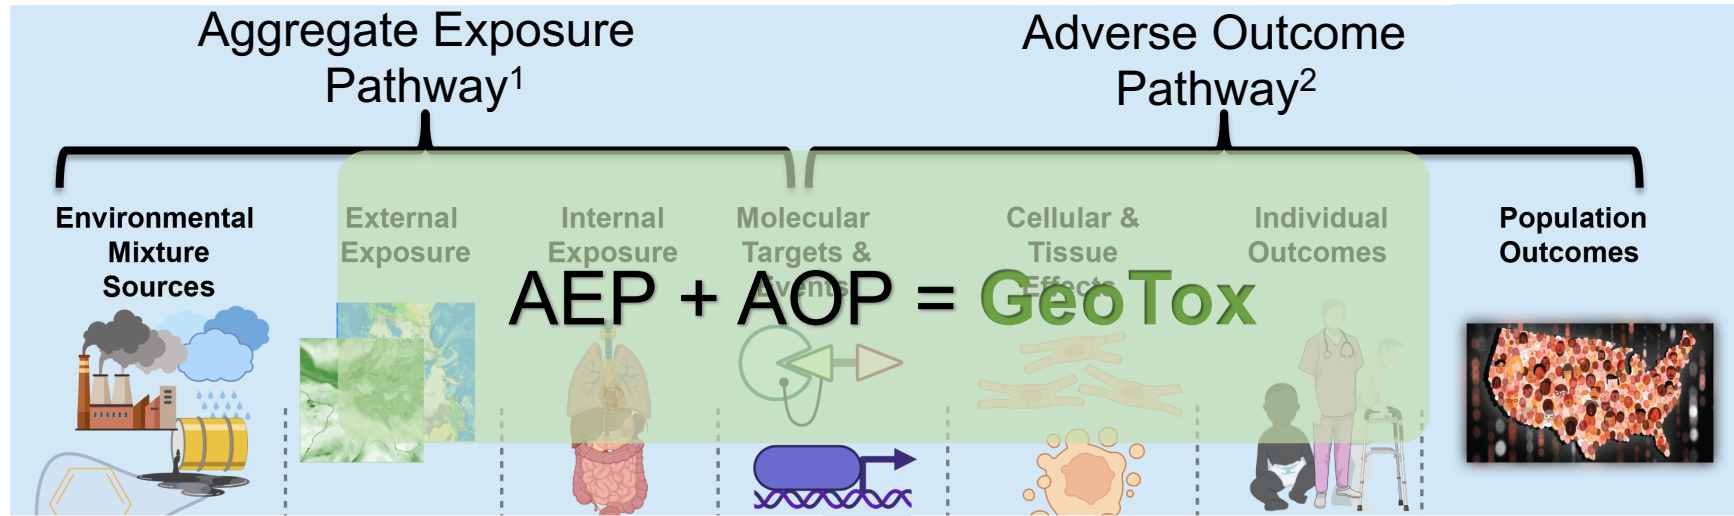 Aggregate Exposure
Pathway1
Adverse Outcome
Pathway2
Environmental
Mixture
Sources
External
Exposure
Internal
Exposure
Molecular
Targets &
Events
Cellular &
Tissue
Effects
Individual
Outcomes
Population
Outcomes
AEP + AOP = GeoTox